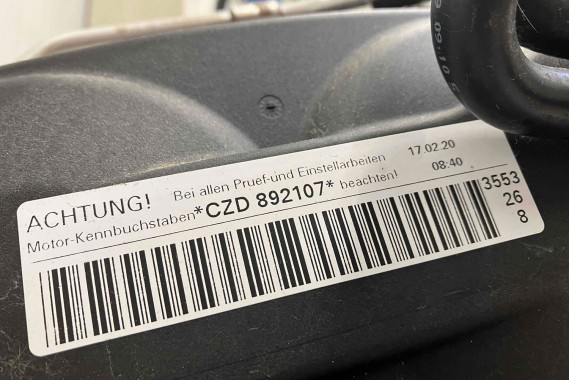 ACHTUNG! Bei allen Pruef-und Einstellarbeiten 17.02.20
Motor-Kennbuchstaben *CZD 892107* beachten! 08:40
3553
26
8